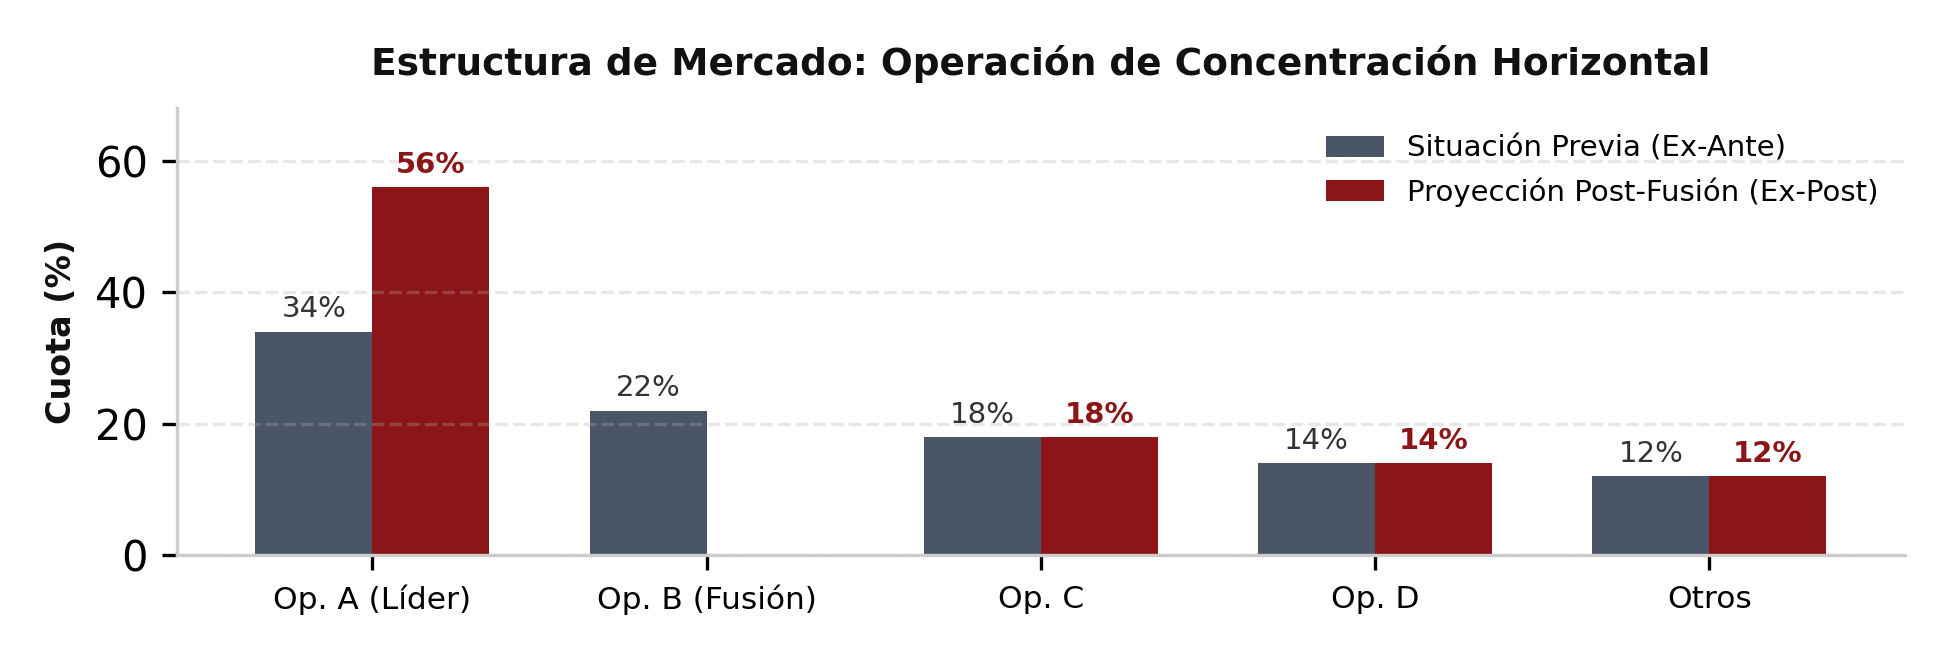 Estructura de Mercado: Operación de Concentración Horizontal
Situación Previa (Ex-Ante)
Proyección Post-Fusión (Ex-Post)
Cuota (%)
60
40
20
0
34%
56%
22%
18%
18%
14%
14%
12%
12%
Op. A (Líder)
Op. B (Fusión)
Op. C
Op. D
Otros